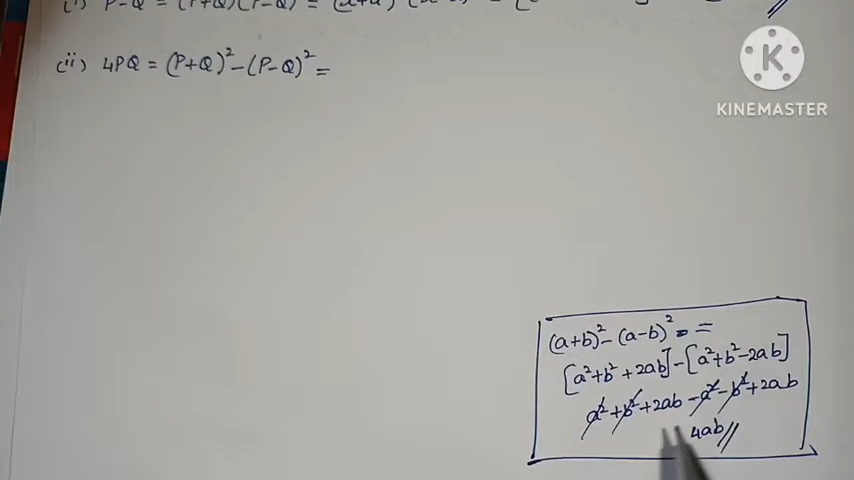 (ii) 4PQ = (P+Q)² – (P–Q)² =
KINEMASTER
(a+b)² – (a–b)² =
[a²+b²+2ab] – [a²+b²–2ab]
a²+b²+2ab – a² – b² + 2ab
4ab//